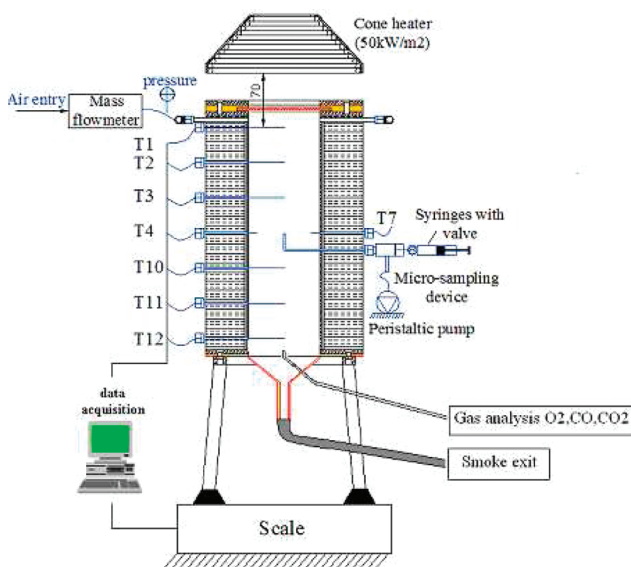 Cone heater
(50kW/m2)
pressure
Air entry
Mass
flowmeter
70
T1
T2
T3
T4
T7
Syringes with
valve
T10
T11
T12
Micro-sampling
device
Peristaltic pump
data
acquisition
Gas analysis O2,CO,CO2
Smoke exit
Scale